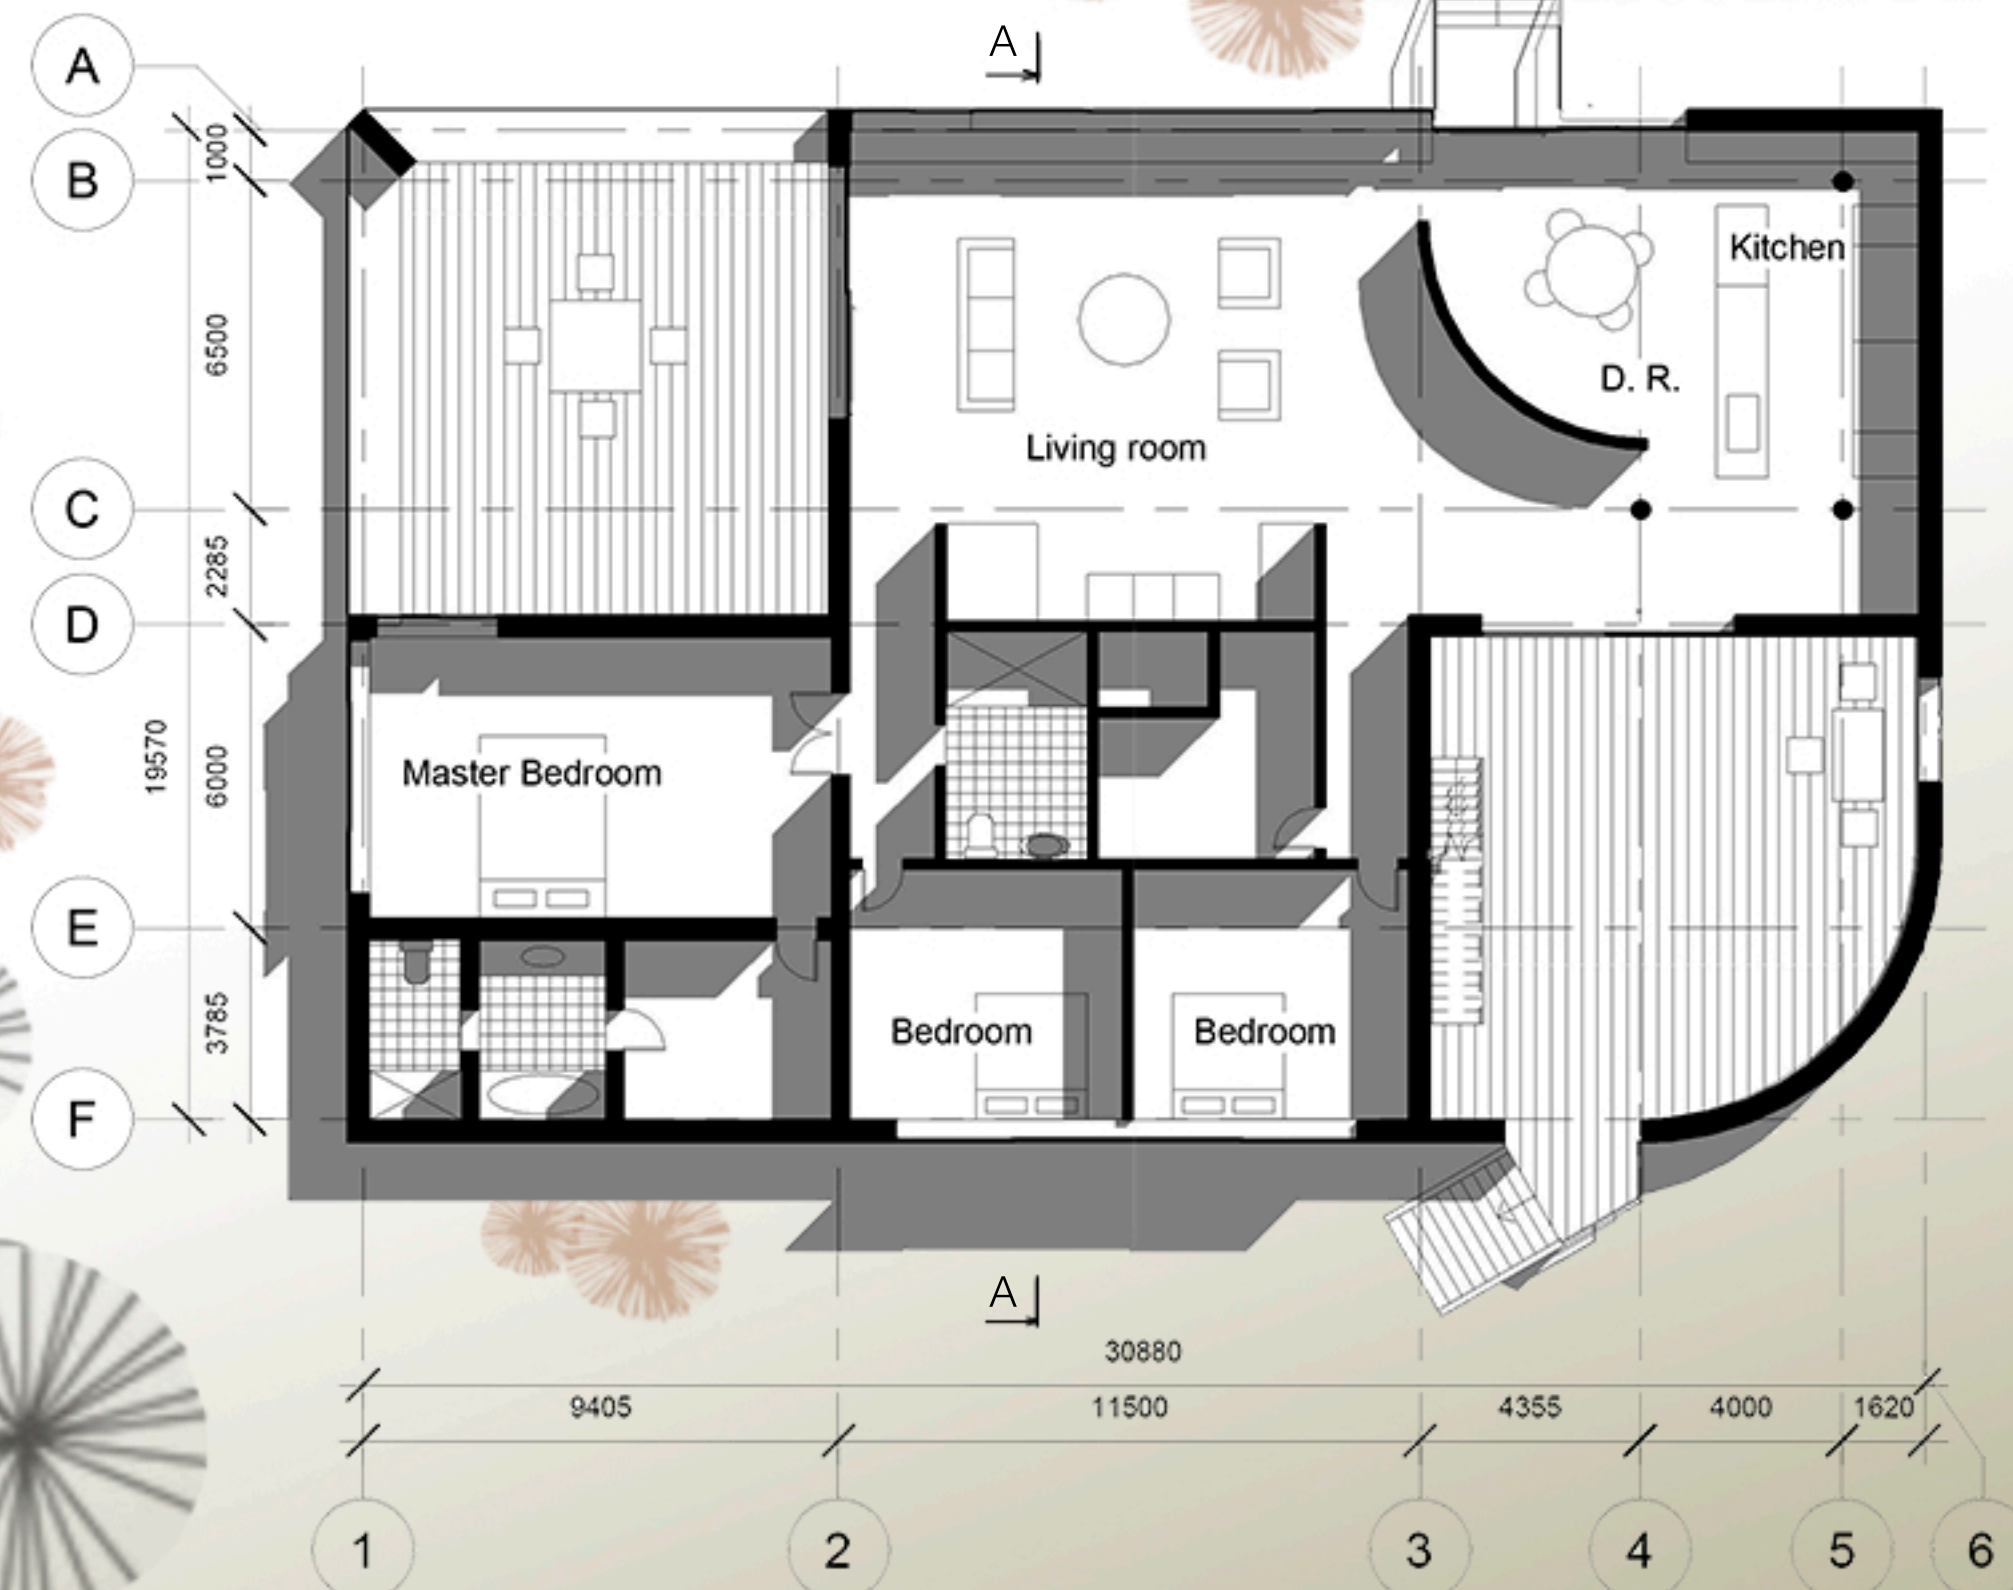 A
A
B
1000
Kitchen
6500
D. R.
Living room
C
2285
D
19570
6000
Master Bedroom
E
3785
Bedroom
Bedroom
F
A
30880
9405
11500
4355
4000
1620
1
2
3
4
5
6